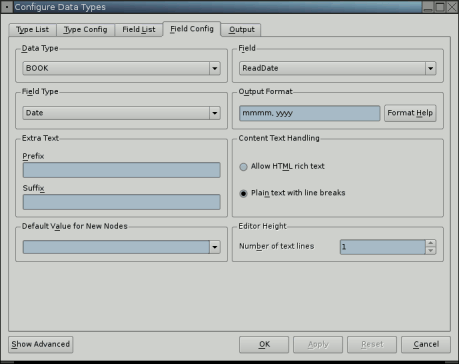 Configure Data Types
Type List Type Config Field List Field Config Output
Data Type Field
BOOK ReadDate
Field Type Output Format
Date mmmm, yyyy Format Help
Extra Text Content Text Handling
Prefix
Allow HTML rich text
Suffix
Plain text with line breaks
Default Value for New Nodes Editor Height
Number of text lines 1
Show Advanced OK Apply Reset Cancel